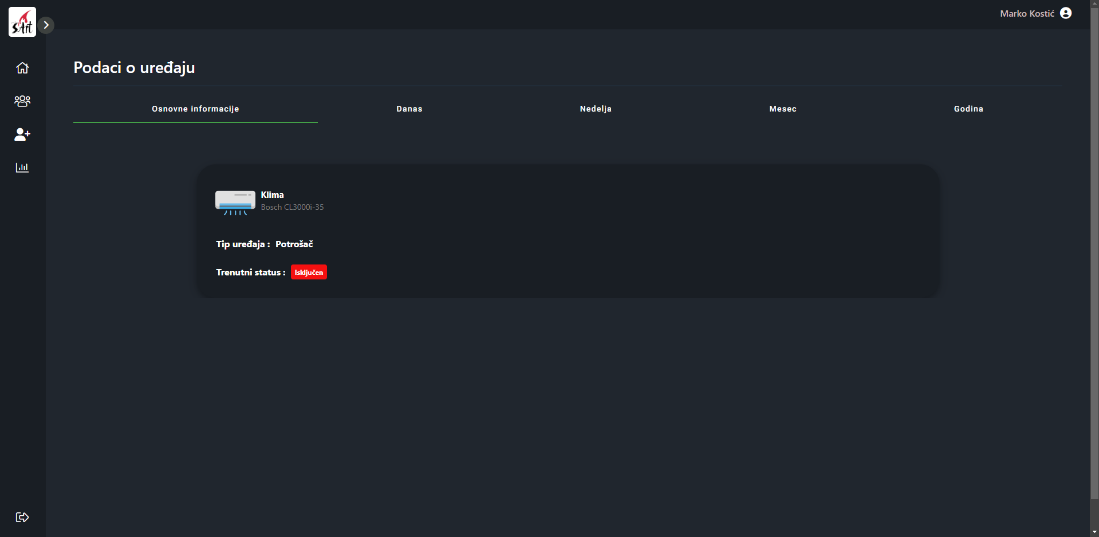 sArt
Marko Kostić
Podaci o uređaju
Osnovne informacije
Danas
Nedelja
Mesec
Godina
Klima
Bosch CL3000i-35
Tip uređaja : Potrošač
Trenutni status : Isključen